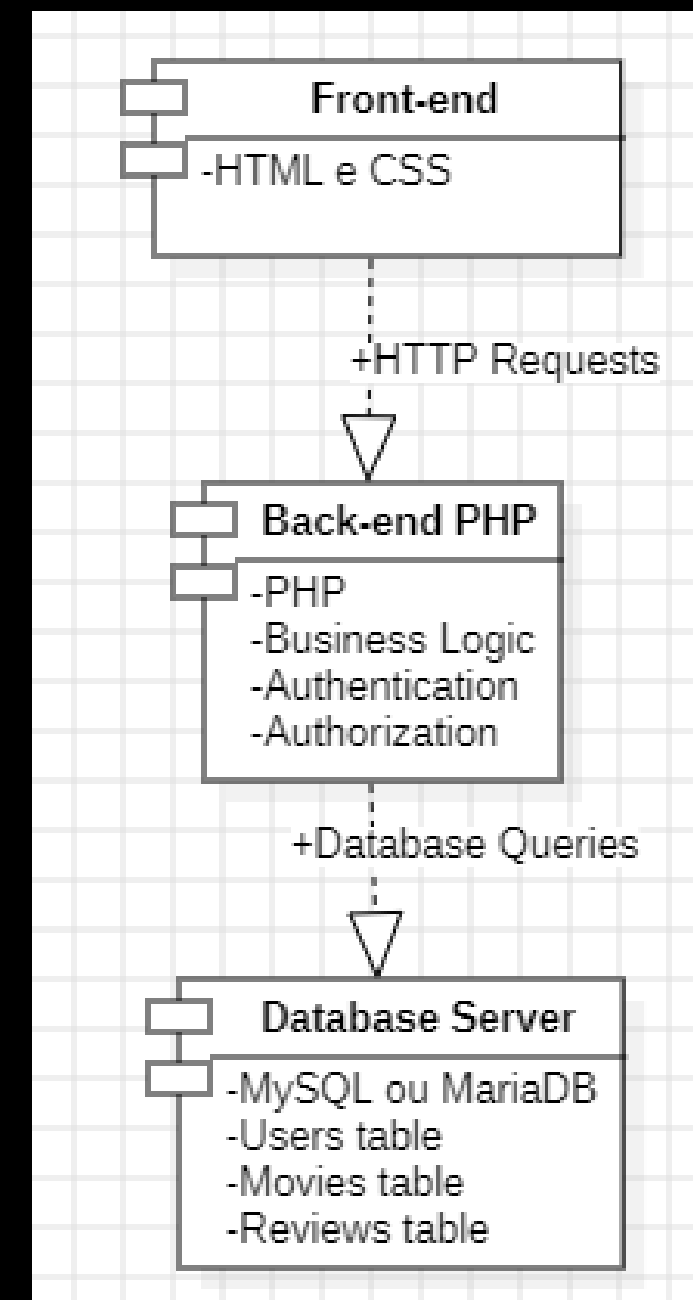 Front-end
-HTML e CSS
+HTTP Requests
Back-end PHP
-PHP
-Business Logic
-Authentication
-Authorization
+Database Queries
Database Server
-MySQL ou MariaDB
-Users table
-Movies table
-Reviews table